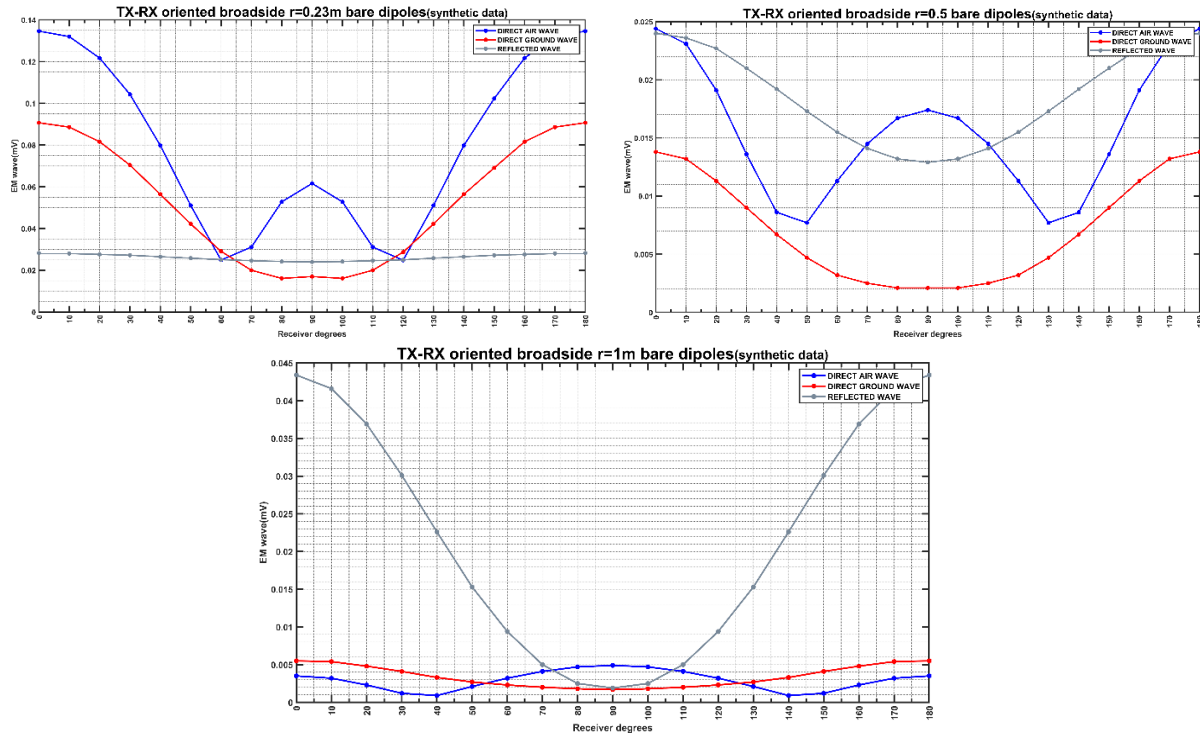 TX-RX oriented broadside r=0.23m bare dipoles(synthetic data)
DIRECT AIR WAVE
DIRECT GROUND WAVE
REFLECTED WAVE
EM wave(mV)
0.14
0.12
0.1
0.08
0.06
0.04
0.02
0
0 10 20 30 40 50 60 70 80 90 100 110 120 130 140 150 160 170 180
Receiver degrees
TX-RX oriented broadside r=0.5 bare dipoles(synthetic data)
DIRECT AIR WAVE
DIRECT GROUND WAVE
REFLECTED WAVE
EM wave(mV)
0.025
0.02
0.015
0.01
0.005
0
0 10 20 30 40 50 60 70 80 90 100 110 120 130 140 150 160 170 180
Receiver degrees
TX-RX oriented broadside r=1m bare dipoles(synthetic data)
DIRECT AIR WAVE
DIRECT GROUND WAVE
REFLECTED WAVE
EM wave(mV)
0.045
0.04
0.035
0.03
0.025
0.02
0.015
0.01
0.005
0
0 10 20 30 40 50 60 70 80 90 100 110 120 130 140 150 160 170 180
Receiver degrees